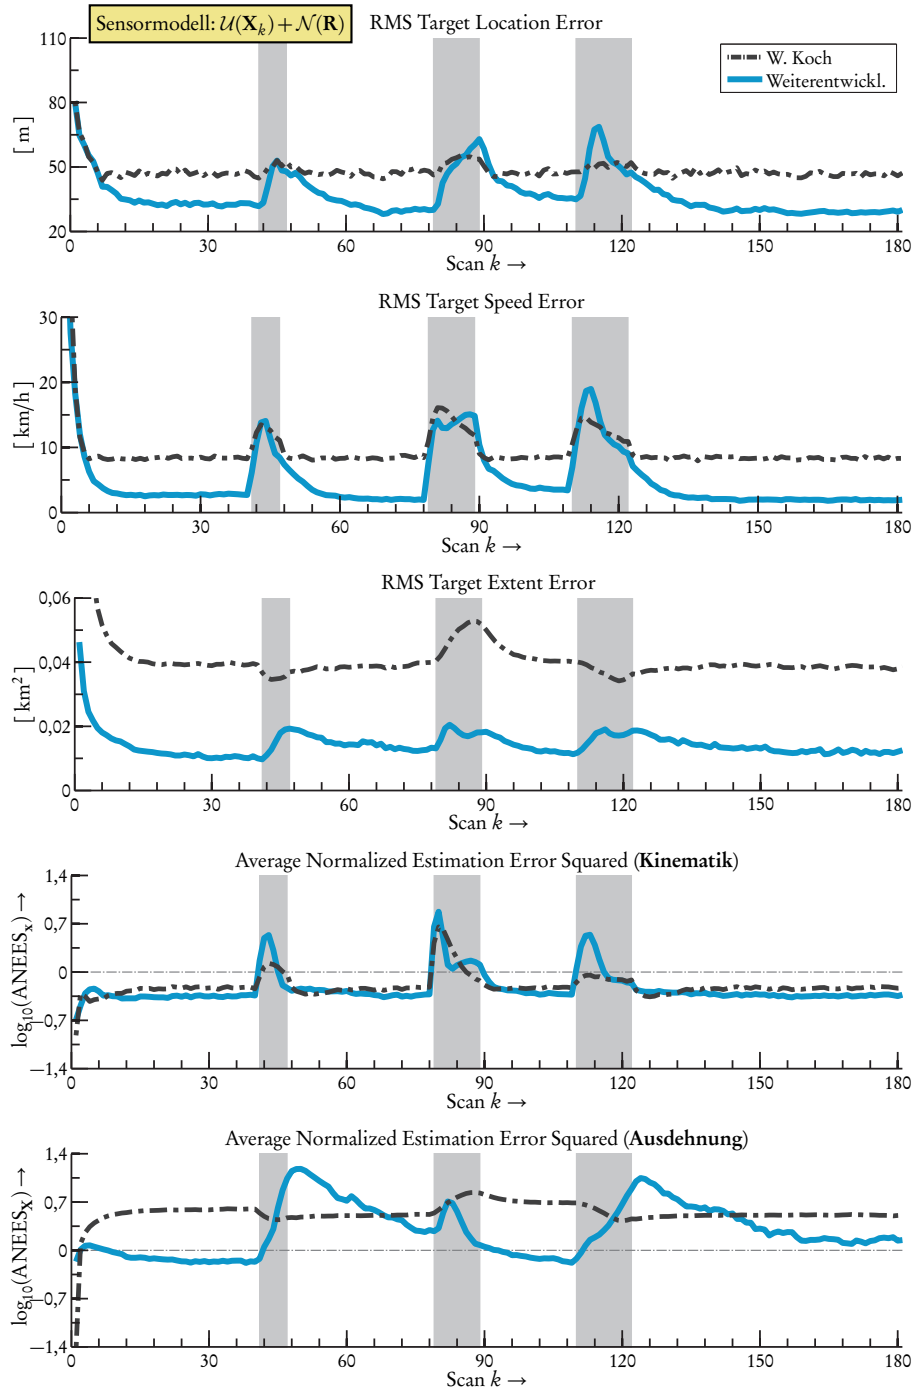 Sensormodell: 𝒰(𝐗ₖ) + 𝒩(𝐑)
RMS Target Location Error
W. Koch
Weiterentwickl.
[ m ]
110
80
50
20
0 30 60 90 120 150 180
Scan k →
RMS Target Speed Error
[ km/h ]
30
20
10
0
0 30 60 90 120 150 180
Scan k →
RMS Target Extent Error
[ km² ]
0,06
0,04
0,02
0
0 30 60 90 120 150 180
Scan k →
Average Normalized Estimation Error Squared (Kinematik)
log₁₀(ANEESₓ) →
1,4
0,7
0
−0,7
−1,4
0 30 60 90 120 150 180
Scan k →
Average Normalized Estimation Error Squared (Ausdehnung)
log₁₀(ANEES_X) →
1,4
0,7
0
−0,7
−1,4
0 30 60 90 120 150 180
Scan k →